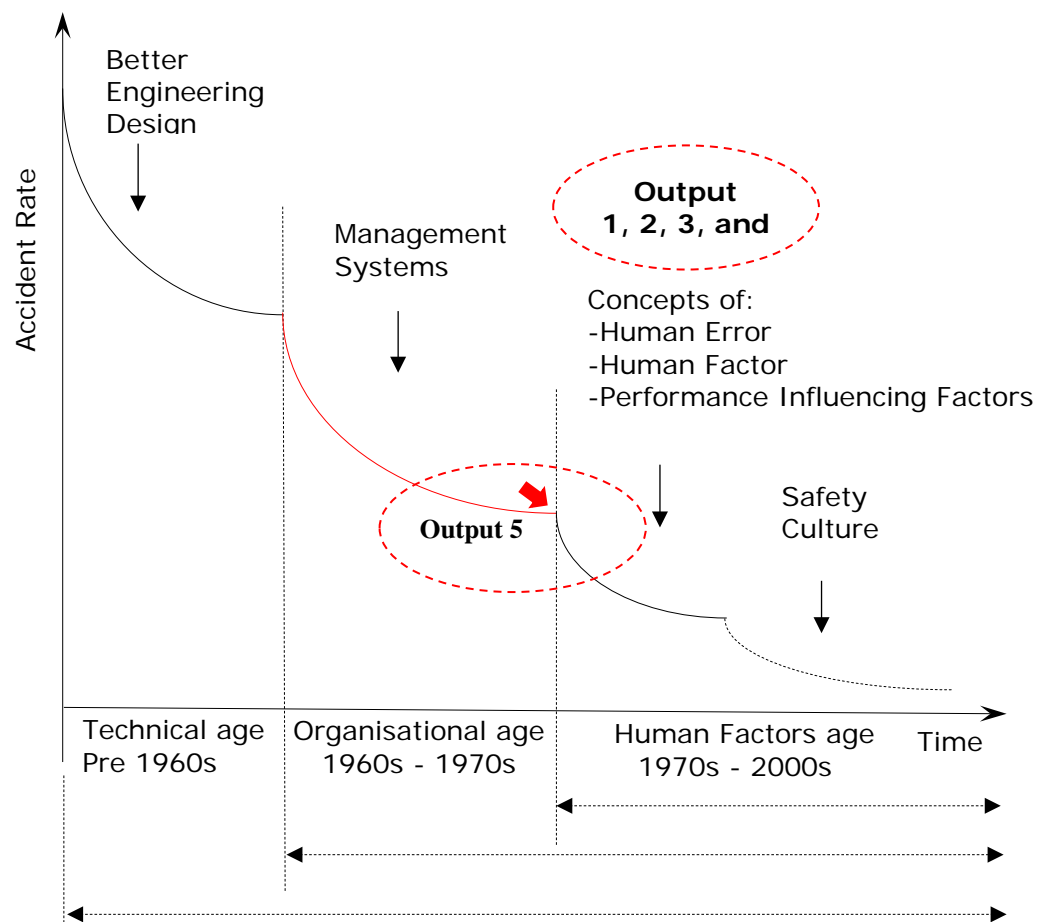 Better
Engineering
Design
Accident Rate
Management
Systems
Output
1, 2, 3, and
Concepts of:
-Human Error
-Human Factor
-Performance Influencing Factors
Output 5
Safety
Culture
Technical age
Pre 1960s
Organisational age
1960s - 1970s
Human Factors age
1970s - 2000s
Time